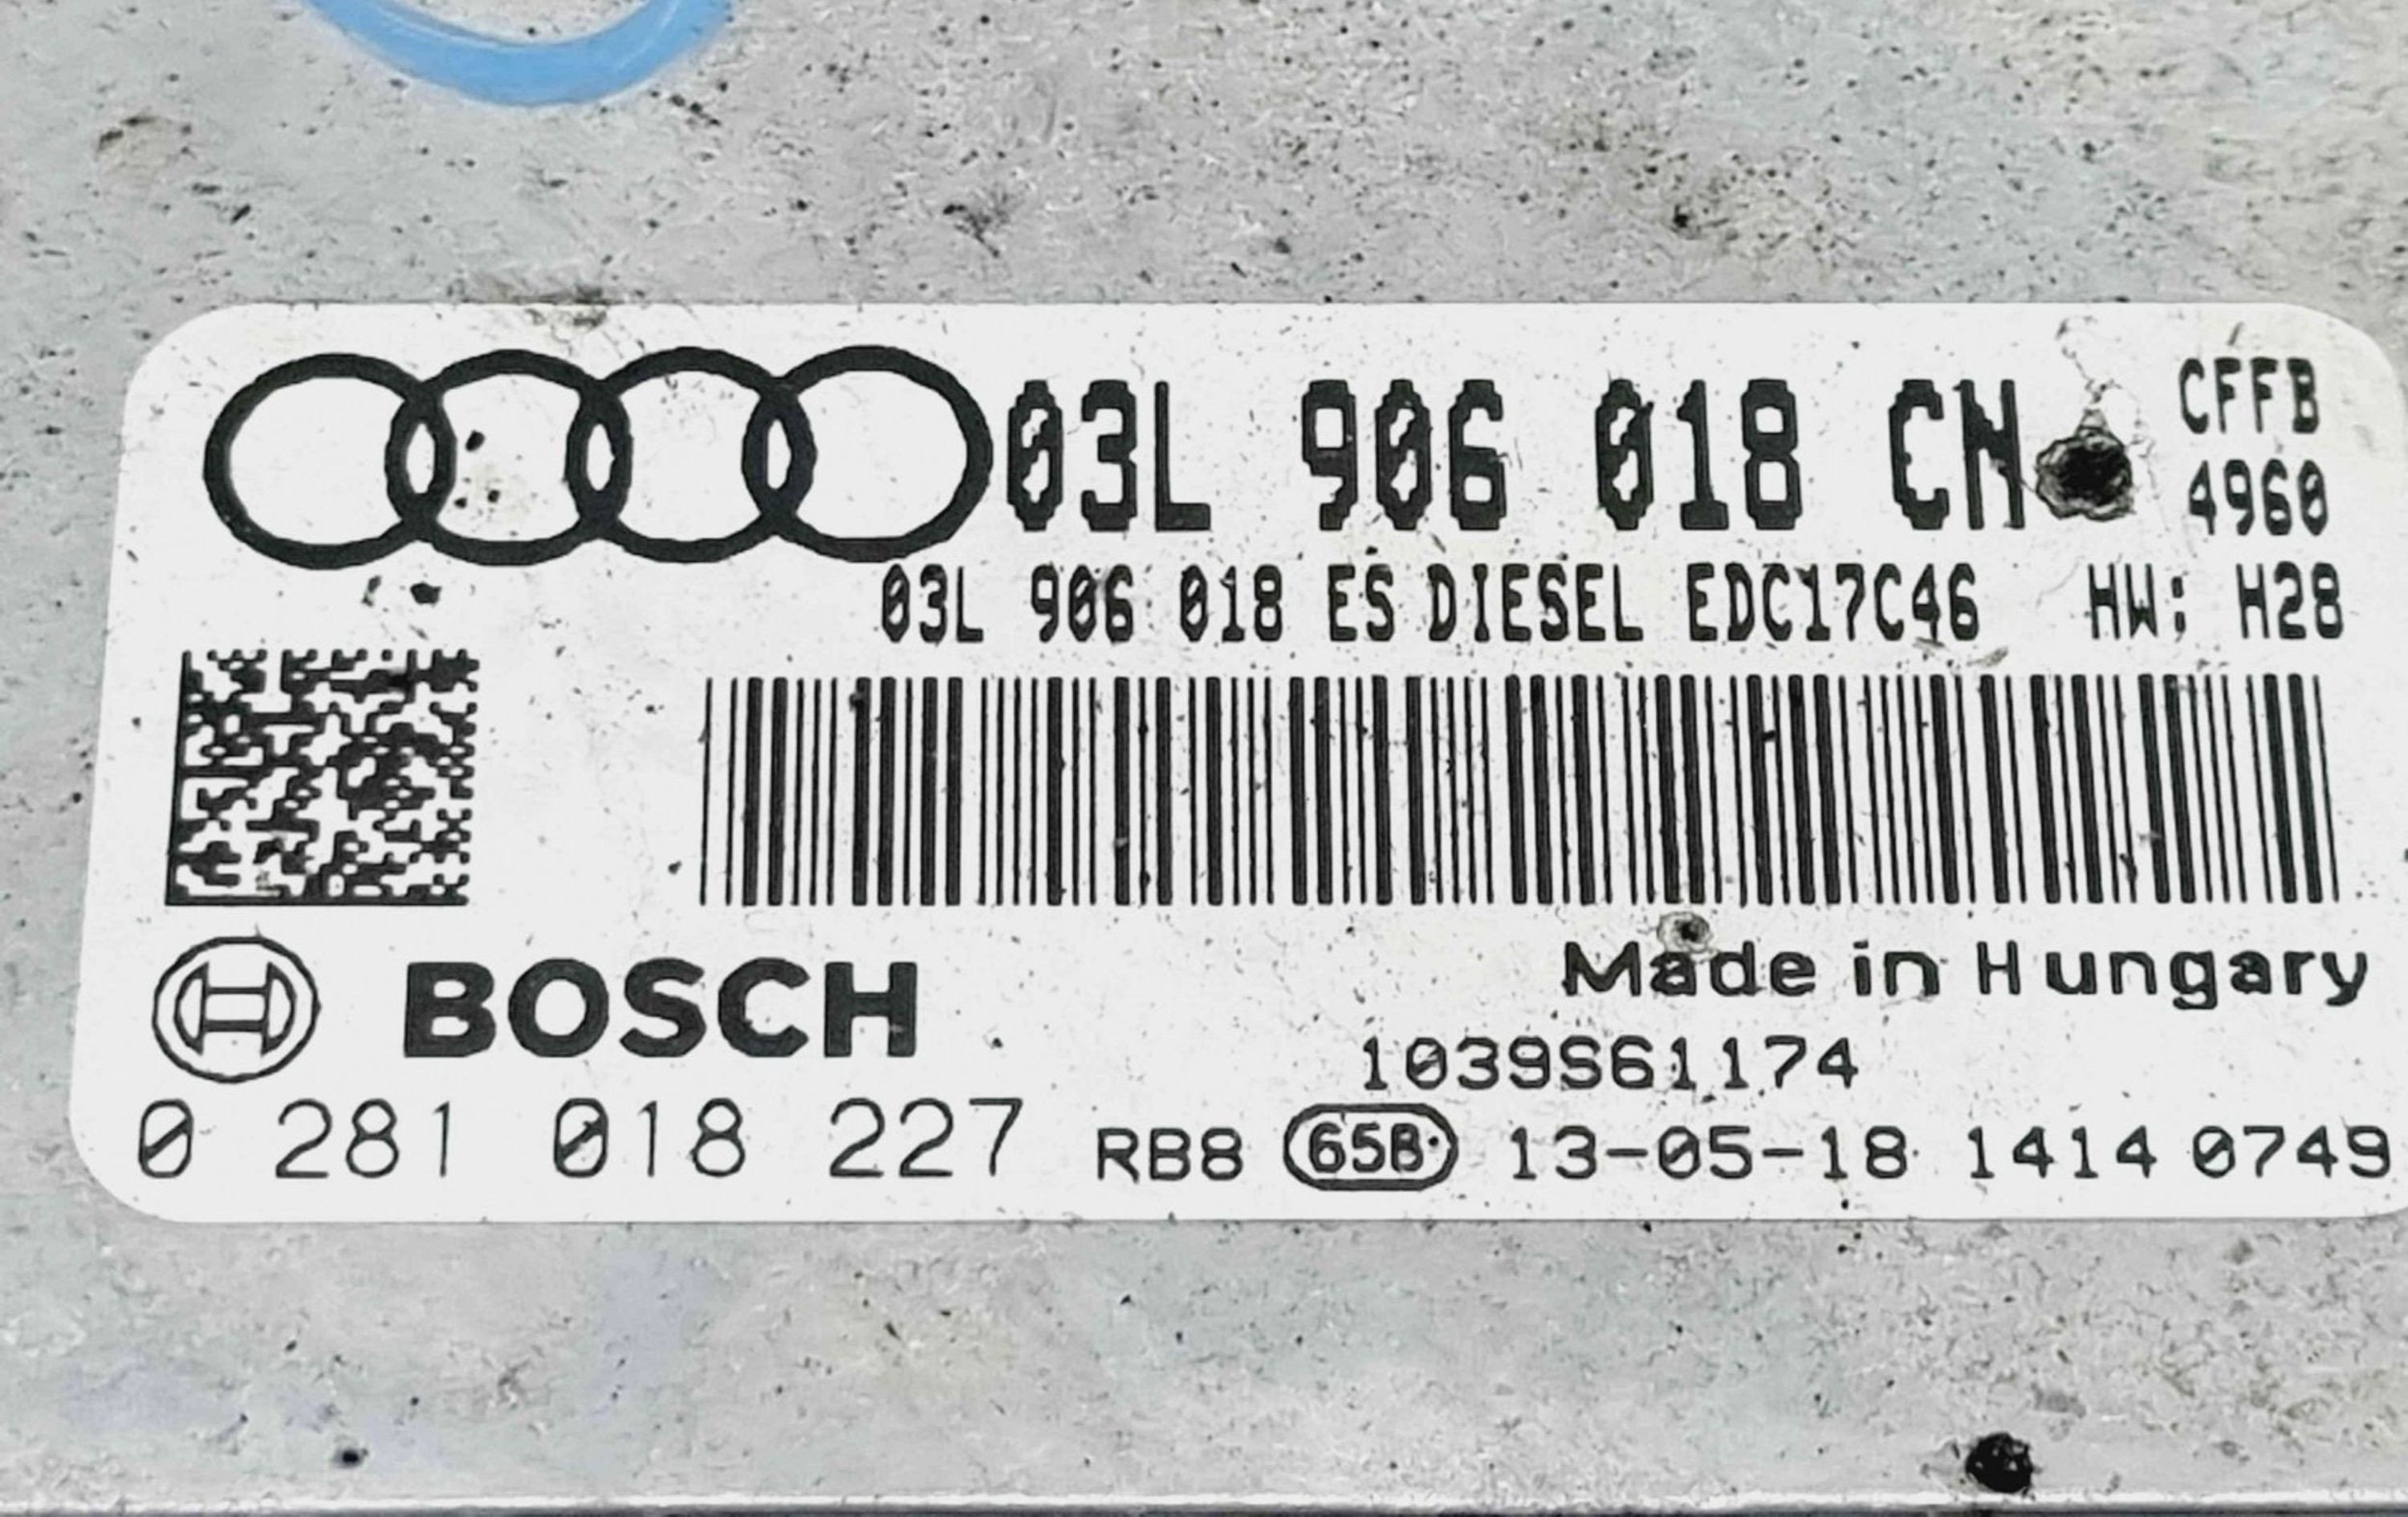 03L 906 018 CN
CFFB
4960
03L 906 018 ES DIESEL EDC17C46 HW: H28
BOSCH
Made in Hungary
1039S61174
0 281 018 227 RB8 65B 13-05-18 1414 0749